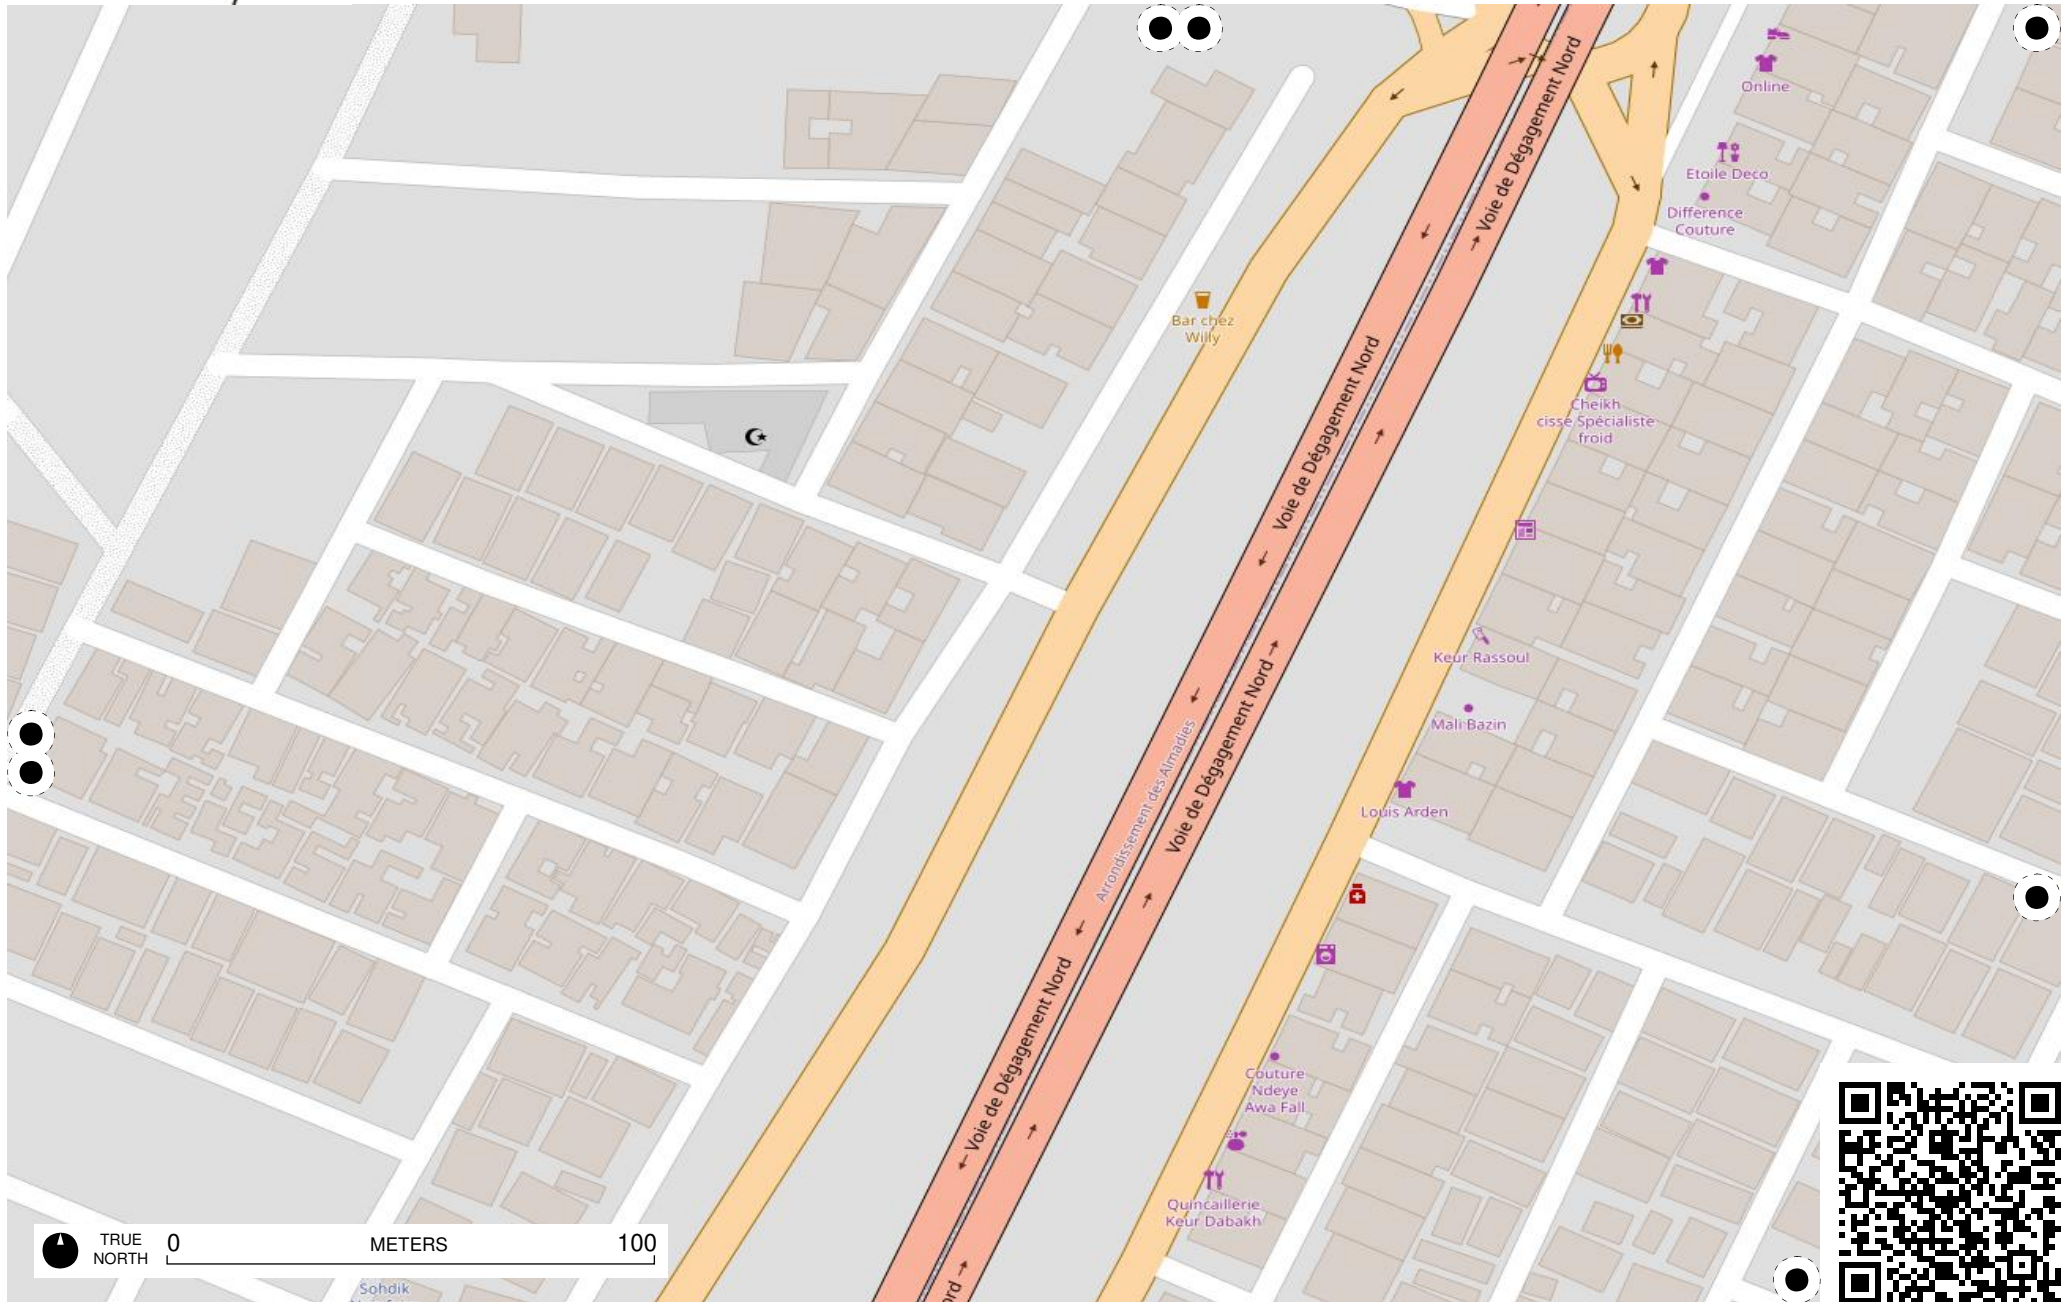 Online
Etoile Deco
Difference
Couture
Voie de Dégagement Nord
Voie de Dégagement Nord
Bar chez
Willy
Voie de Dégagement Nord
Cheikh
cisse Spécialiste
froid
Keur Rassoul
Mali Bazin
Arrondissement des Almadies
Voie de Dégagement Nord
Louis Arden
Voie de Dégagement Nord
Couture
Ndeye
Awa Fall
Quincaillerie
Keur Dabakh
TRUE
NORTH
0 METERS 100
Sohdik
ord